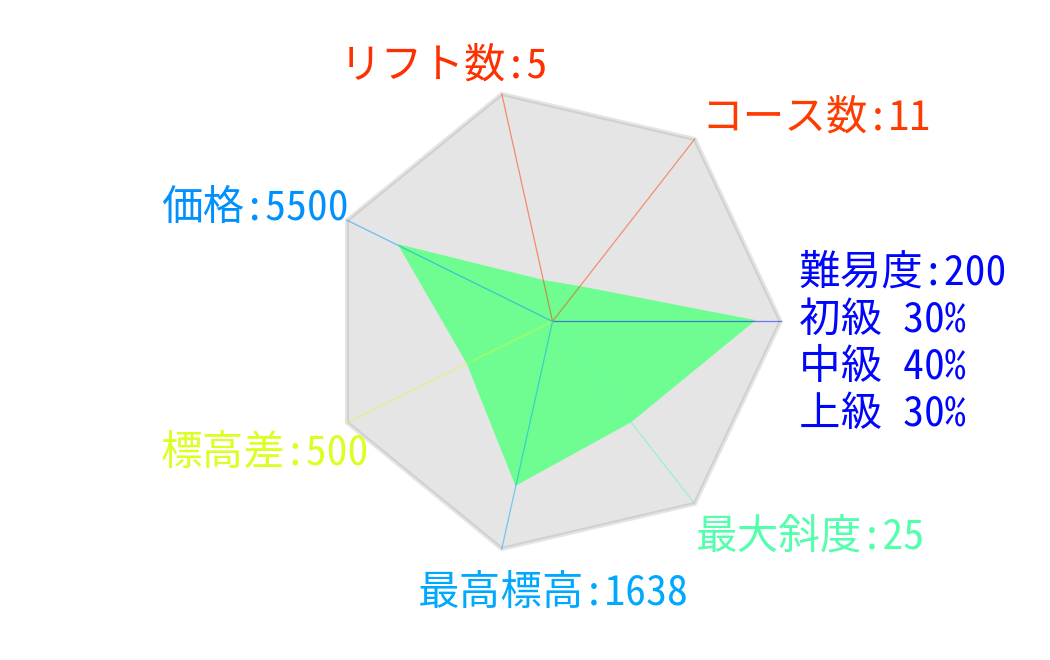 リフト数:5
コース数:11
価格:5500
難易度:200
初級 30%
中級 40%
上級 30%
標高差:500
最大斜度:25
最高標高:1638